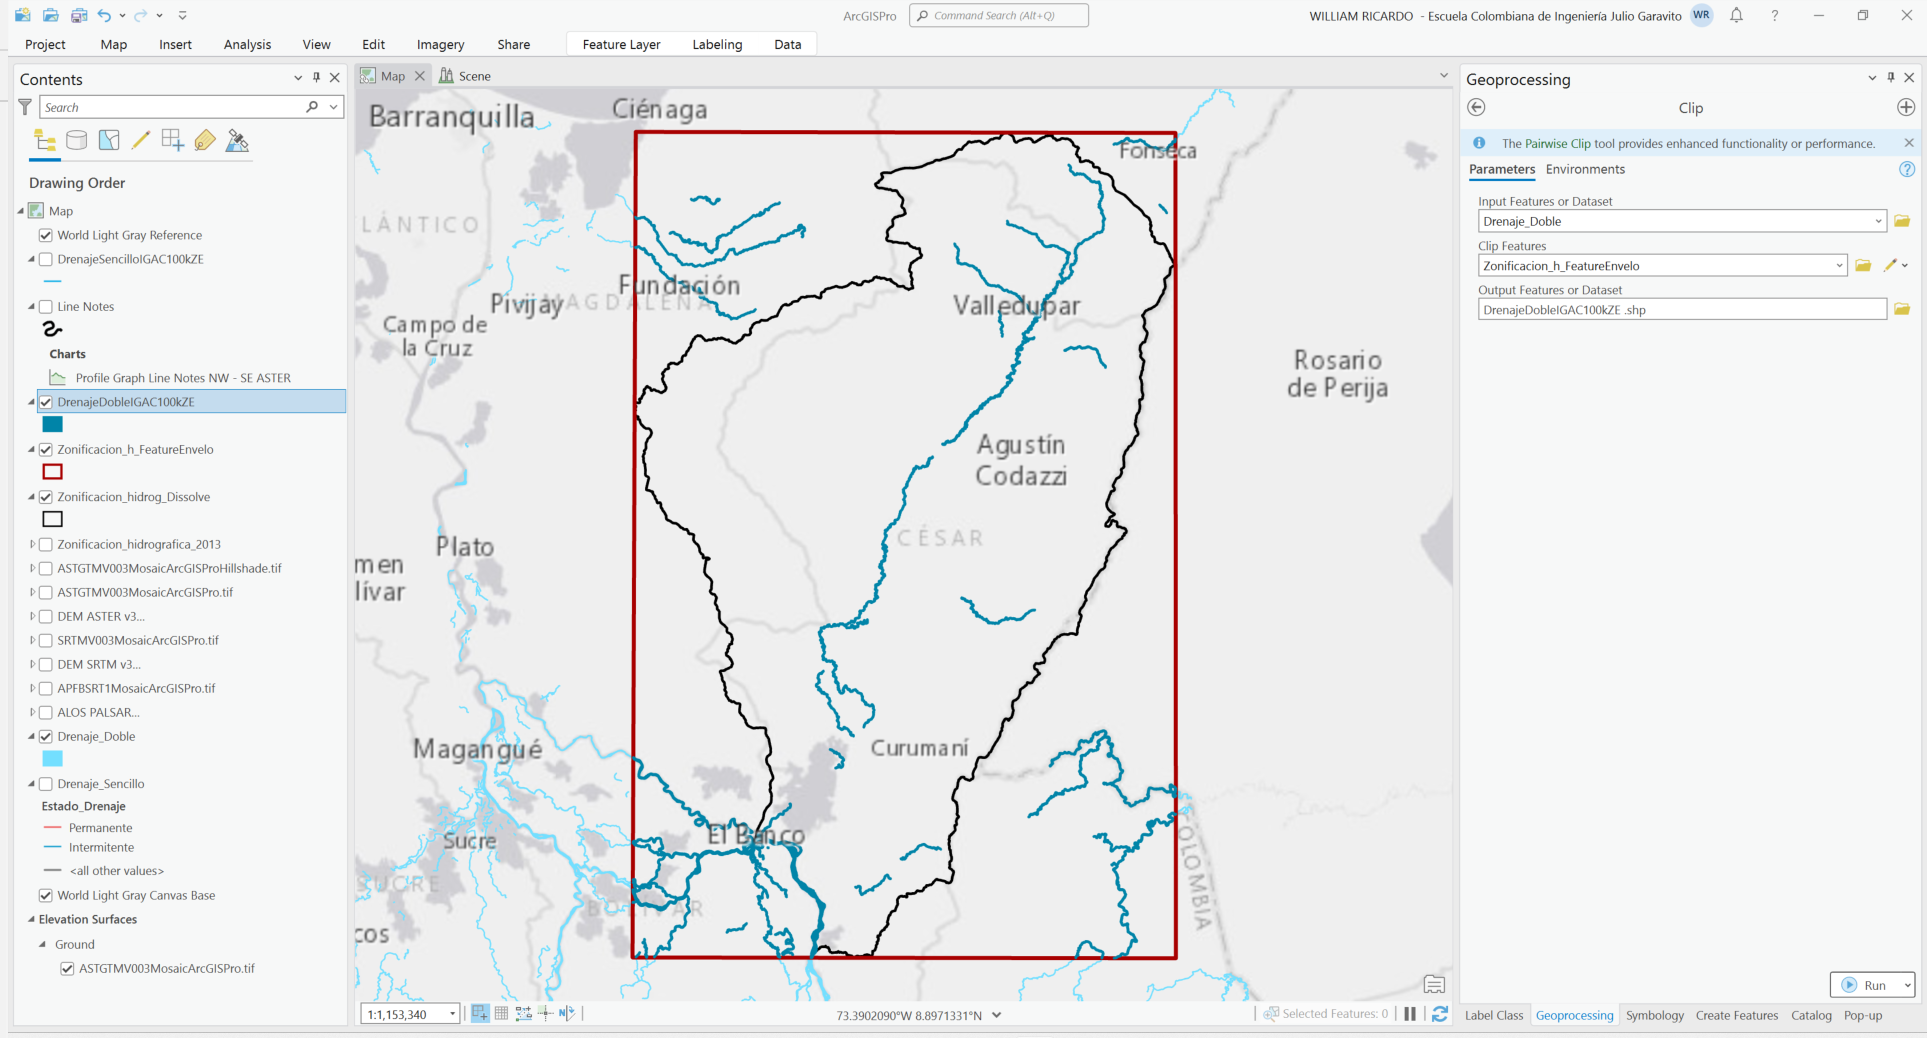 ArcGISPro
Command Search (Alt+Q)
WILLIAM RICARDO - Escuela Colombiana de Ingeniería Julio Garavito
WR
?
Project
Map
Insert
Analysis
View
Edit
Imagery
Share
Feature Layer
Labeling
Data
Contents
Search
Drawing Order
Map
World Light Gray Reference
DrenajeSencilloIGAC100kZE
Line Notes
Charts
Profile Graph Line Notes NW - SE ASTER
DrenajeDobleIGAC100kZE
Zonificacion_h_FeatureEnvelo
Zonificacion_hidrog_Dissolve
Zonificacion_hidrografica_2013
ASTGTMV003MosaicArcGISProHillshade.tif
ASTGTMV003MosaicArcGISPro.tif
DEM ASTER v3...
SRTMV003MosaicArcGISPro.tif
DEM SRTM v3...
APFBSRT1MosaicArcGISPro.tif
ALOS PALSAR...
Drenaje_Doble
Drenaje_Sencillo
Estado_Drenaje
Permanente
Intermitente
<all other values>
World Light Gray Canvas Base
Elevation Surfaces
Ground
ASTGTMV003MosaicArcGISPro.tif
Map
Scene
Barranquilla
Ciénaga
Fonseca
LÁNTICO
Fundación
Pivijay
MAGDALENA
Valledupar
Campo de
la Cruz
Rosario
de Perija
Agustín
Codazzi
CÉSAR
Plato
men
lívar
Magangué
Curumaní
El Banco
Sucre
SUCRE
BOLÍVAR
COLOMBIA
cos
1:1,153,340
73.3902090°W 8.8971331°N
Selected Features: 0
Geoprocessing
Clip
The Pairwise Clip tool provides enhanced functionality or performance.
Parameters
Environments
?
Input Features or Dataset
Drenaje_Doble
Clip Features
Zonificacion_h_FeatureEnvelo
Output Features or Dataset
DrenajeDobleIGAC100kZE .shp
Run
Label Class
Geoprocessing
Symbology
Create Features
Catalog
Pop-up